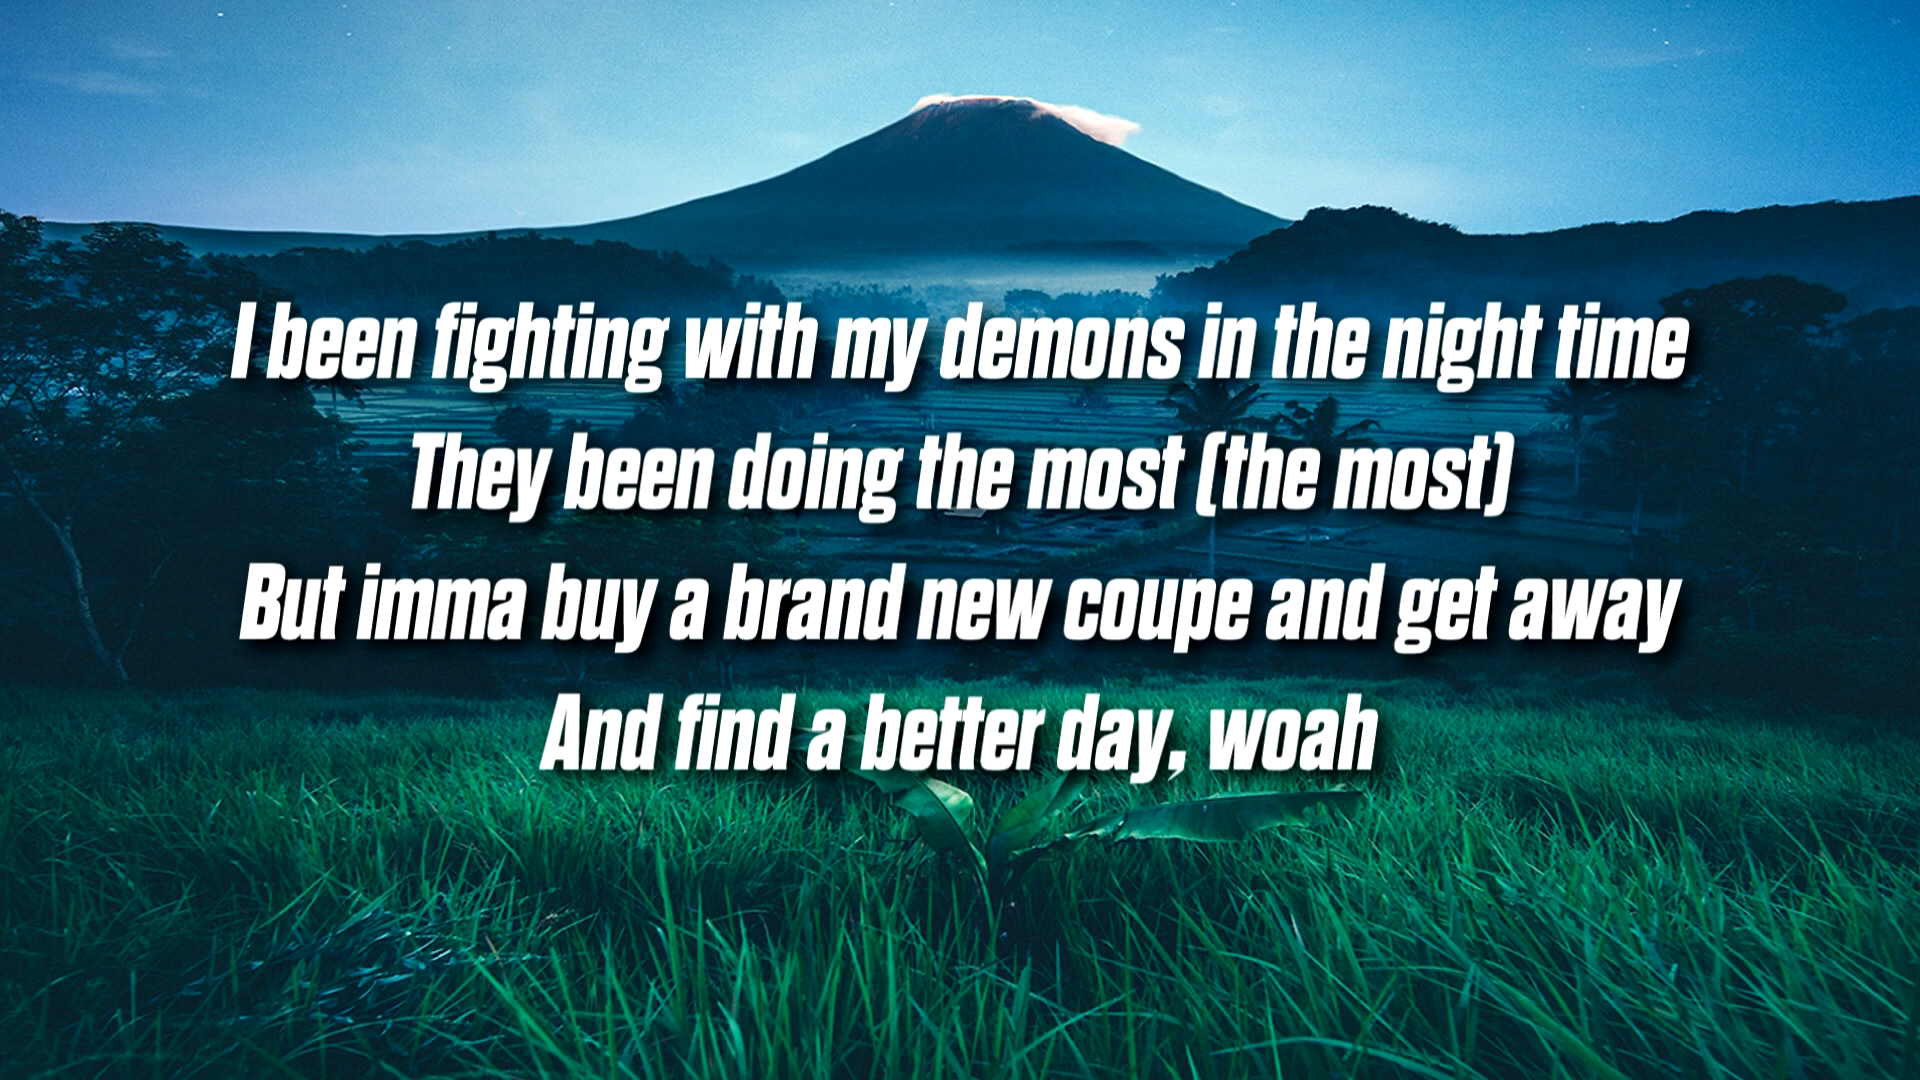 I been fighting with my demons in the night time
They been doing the most (the most)
But imma buy a brand new coupe and get away
And find a better day, woah